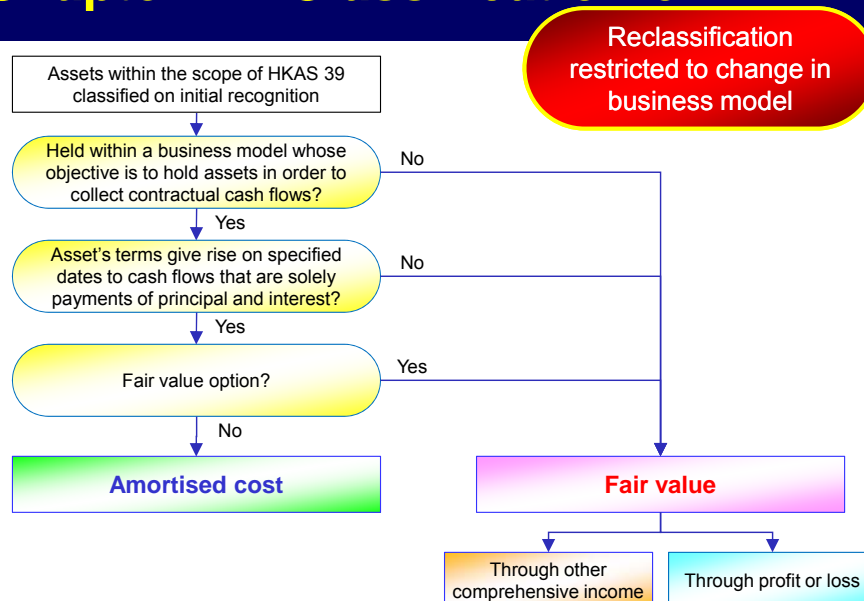 Reclassification
restricted to change in
business model
Assets within the scope of HKAS 39
classified on initial recognition
Held within a business model whose
objective is to hold assets in order to
collect contractual cash flows?
No
Yes
Asset's terms give rise on specified
dates to cash flows that are solely
payments of principal and interest?
No
Yes
Fair value option?
Yes
No
Amortised cost
Fair value
Through other
comprehensive income
Through profit or loss